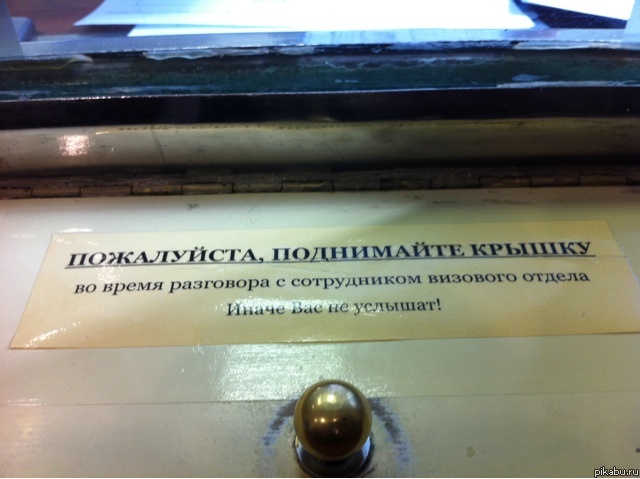 ПОЖАЛУЙСТА, ПОДНИМАЙТЕ КРЫШКУ
во время разговора с сотрудником визового отдела
Иначе Вас не услышат!
pikabu.ru